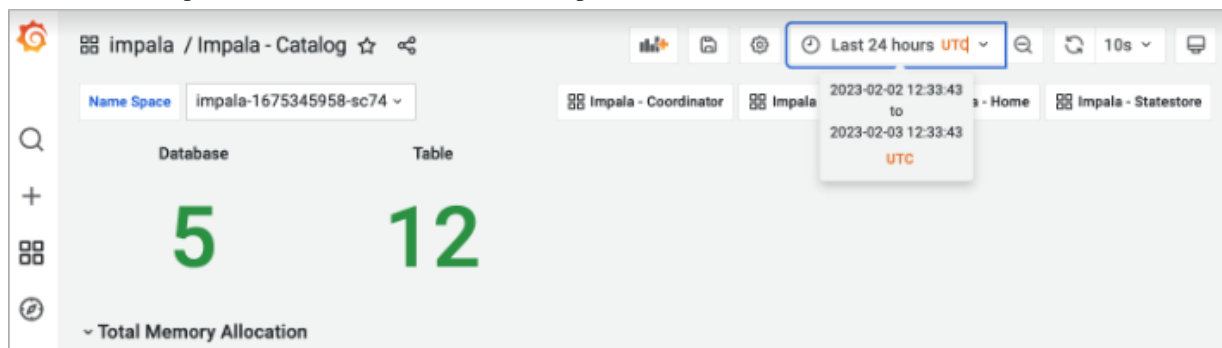 impala / Impala - Catalog
Last 24 hours UTC
10s
Name Space impala-1675345958-sc74
Impala - Coordinator
Impala
- Home
Impala - Statestore
2023-02-02 12:33:43
to
2023-02-03 12:33:43
UTC
Database Table
5 12
Total Memory Allocation